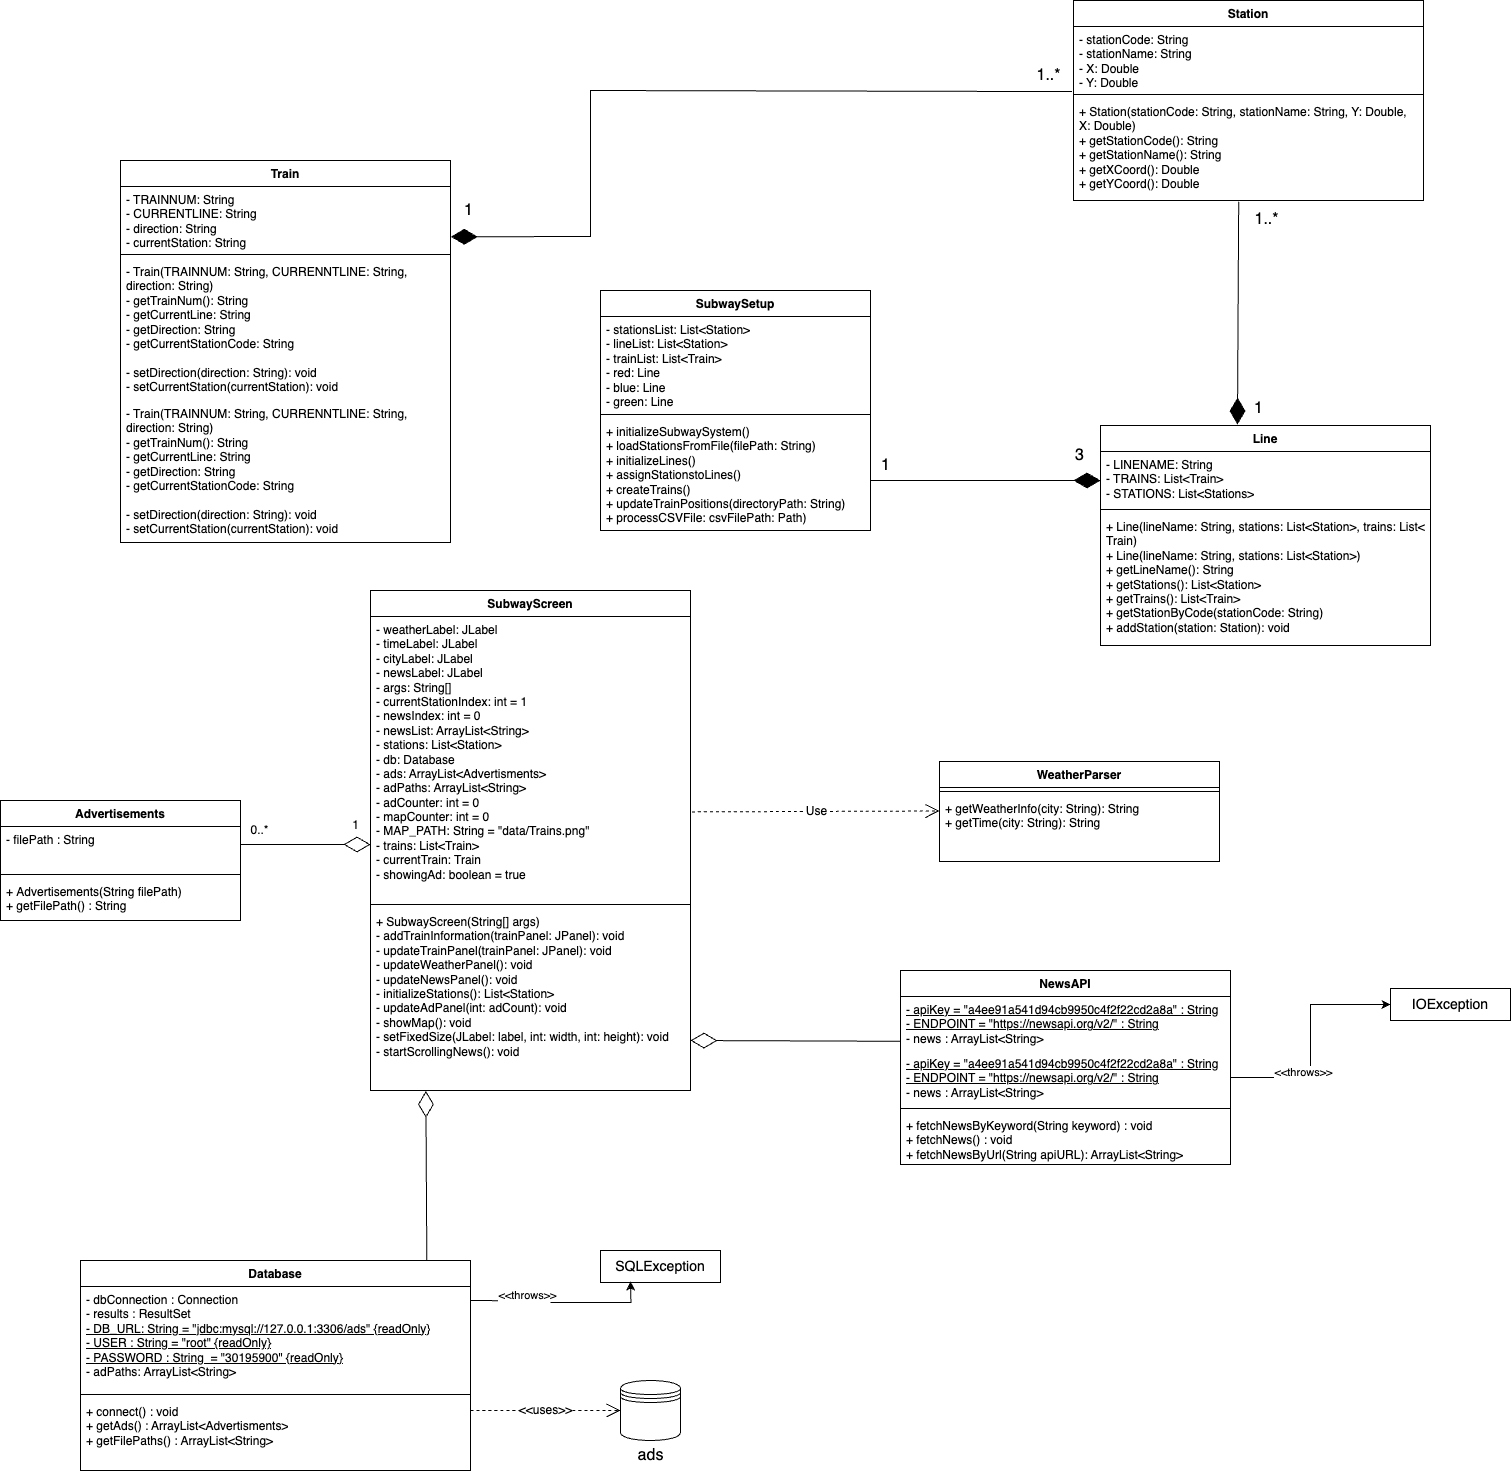 Station
- stationCode: String
- stationName: String
- X: Double
- Y: Double
+ Station(stationCode: String, stationName: String, Y: Double,
X: Double)
+ getStationCode(): String
+ getStationName(): String
+ getXCoord(): Double
+ getYCoord(): Double
1..*
1..*
Train
- TRAINNUM: String
- CURRENTLINE: String
- direction: String
- currentStation: String
- Train(TRAINNUM: String, CURRENNTLINE: String,
direction: String)
- getTrainNum(): String
- getCurrentLine: String
- getDirection: String
- getCurrentStationCode: String
- setDirection(direction: String): void
- setCurrentStation(currentStation): void
- Train(TRAINNUM: String, CURRENNTLINE: String,
direction: String)
- getTrainNum(): String
- getCurrentLine: String
- getDirection: String
- getCurrentStationCode: String
- setDirection(direction: String): void
- setCurrentStation(currentStation): void
1
SubwaySetup
- stationsList: List<Station>
- lineList: List<Station>
- trainList: List<Train>
- red: Line
- blue: Line
- green: Line
+ initializeSubwaySystem()
+ loadStationsFromFile(filePath: String)
+ initializeLines()
+ assignStationstoLines()
+ createTrains()
+ updateTrainPositions(directoryPath: String)
+ processCSVFile: csvFilePath: Path)
1
3
1
Line
- LINENAME: String
- TRAINS: List<Train>
- STATIONS: List<Stations>
+ Line(lineName: String, stations: List<Station>, trains: List<
Train)
+ Line(lineName: String, stations: List<Station>)
+ getLineName(): String
+ getStations(): List<Station>
+ getTrains(): List<Train>
+ getStationByCode(stationCode: String)
+ addStation(station: Station): void
SubwayScreen
- weatherLabel: JLabel
- timeLabel: JLabel
- cityLabel: JLabel
- newsLabel: JLabel
- args: String[]
- currentStationIndex: int = 1
- newsIndex: int = 0
- newsList: ArrayList<String>
- stations: List<Station>
- db: Database
- ads: ArrayList<Advertisments>
- adPaths: ArrayList<String>
- adCounter: int = 0
- mapCounter: int = 0
- MAP_PATH: String = "data/Trains.png"
- trains: List<Train>
- currentTrain: Train
- showingAd: boolean = true
+ SubwayScreen(String[] args)
- addTrainInformation(trainPanel: JPanel): void
- updateTrainPanel(trainPanel: JPanel): void
- updateWeatherPanel(): void
- updateNewsPanel(): void
- initializeStations(): List<Station>
- updateAdPanel(int: adCount): void
- showMap(): void
- setFixedSize(JLabel: label, int: width, int: height): void
- startScrollingNews(): void
Advertisements
- filePath : String
+ Advertisements(String filePath)
+ getFilePath() : String
0..*
1
Use
WeatherParser
+ getWeatherInfo(city: String): String
+ getTime(city: String): String
NewsAPI
- apiKey = "a4ee91a541d94cb9950c4f2f22cd2a8a" : String
- ENDPOINT = "https://newsapi.org/v2/" : String
- news : ArrayList<String>
- apiKey = "a4ee91a541d94cb9950c4f2f22cd2a8a" : String
- ENDPOINT = "https://newsapi.org/v2/" : String
- news : ArrayList<String>
+ fetchNewsByKeyword(String keyword) : void
+ fetchNews() : void
+ fetchNewsByUrl(String apiURL): ArrayList<String>
<<throws>>
IOException
Database
- dbConnection : Connection
- results : ResultSet
- DB_URL: String = "jdbc:mysql://127.0.0.1:3306/ads" {readOnly}
- USER : String = "root" {readOnly}
- PASSWORD : String  = "30195900" {readOnly}
- adPaths: ArrayList<String>
+ connect() : void
+ getAds() : ArrayList<Advertisments>
+ getFilePaths() : ArrayList<String>
<<throws>>
SQLException
<<uses>>
ads